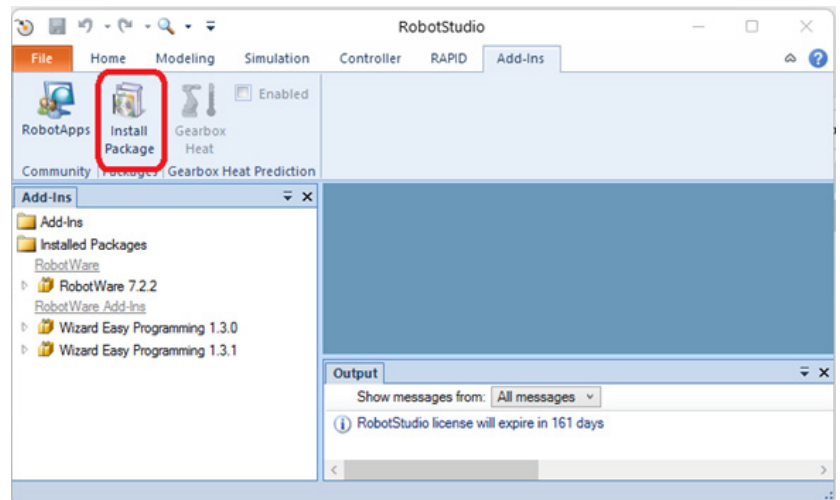 RobotStudio
File Home Modeling Simulation Controller RAPID Add-Ins
RobotApps
Install
Package
Gearbox
Heat
Enabled
Community Packages Gearbox Heat Prediction
Add-Ins
Add-Ins
Installed Packages
RobotWare
RobotWare 7.2.2
RobotWare Add-Ins
Wizard Easy Programming 1.3.0
Wizard Easy Programming 1.3.1
Output
Show messages from: All messages
RobotStudio license will expire in 161 days